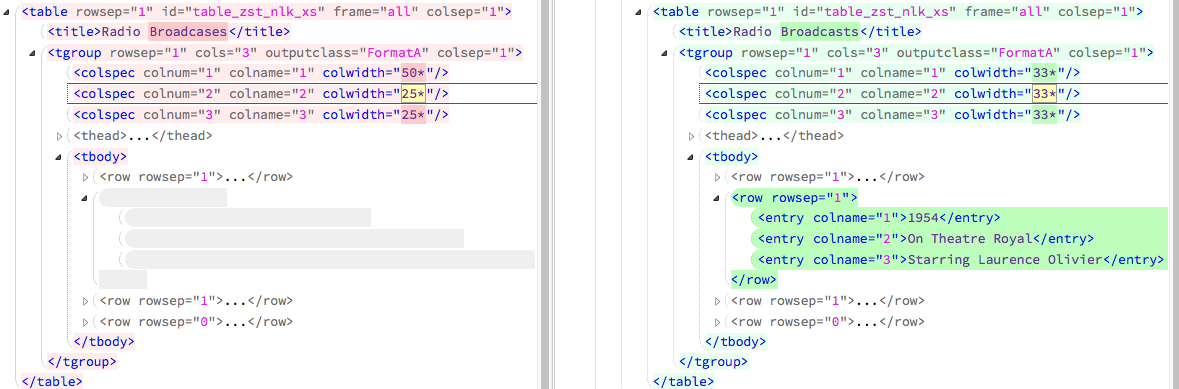 <table rowsep="1" id="table_zst_nlk_xs" frame="all" colsep="1">
<title>Radio Broadcases</title>
<tgroup rowsep="1" cols="3" outputclass="FormatA" colsep="1">
<colspec colnum="1" colname="1" colwidth="50*"/>
<colspec colnum="2" colname="2" colwidth="25*"/>
<colspec colnum="3" colname="3" colwidth="25*"/>
<thead>...</thead>
<tbody>
<row rowsep="1">...</row>
<row rowsep="1">...</row>
<row rowsep="0">...</row>
</tbody>
</tgroup>
</table>
<table rowsep="1" id="table_zst_nlk_xs" frame="all" colsep="1">
<title>Radio Broadcasts</title>
<tgroup rowsep="1" cols="3" outputclass="FormatA" colsep="1">
<colspec colnum="1" colname="1" colwidth="33*"/>
<colspec colnum="2" colname="2" colwidth="33*"/>
<colspec colnum="3" colname="3" colwidth="33*"/>
<thead>...</thead>
<tbody>
<row rowsep="1">...</row>
<row rowsep="1">
<entry colname="1">1954</entry>
<entry colname="2">On Theatre Royal</entry>
<entry colname="3">Starring Laurence Olivier</entry>
</row>
<row rowsep="1">...</row>
<row rowsep="0">...</row>
</tbody>
</tgroup>
</table>